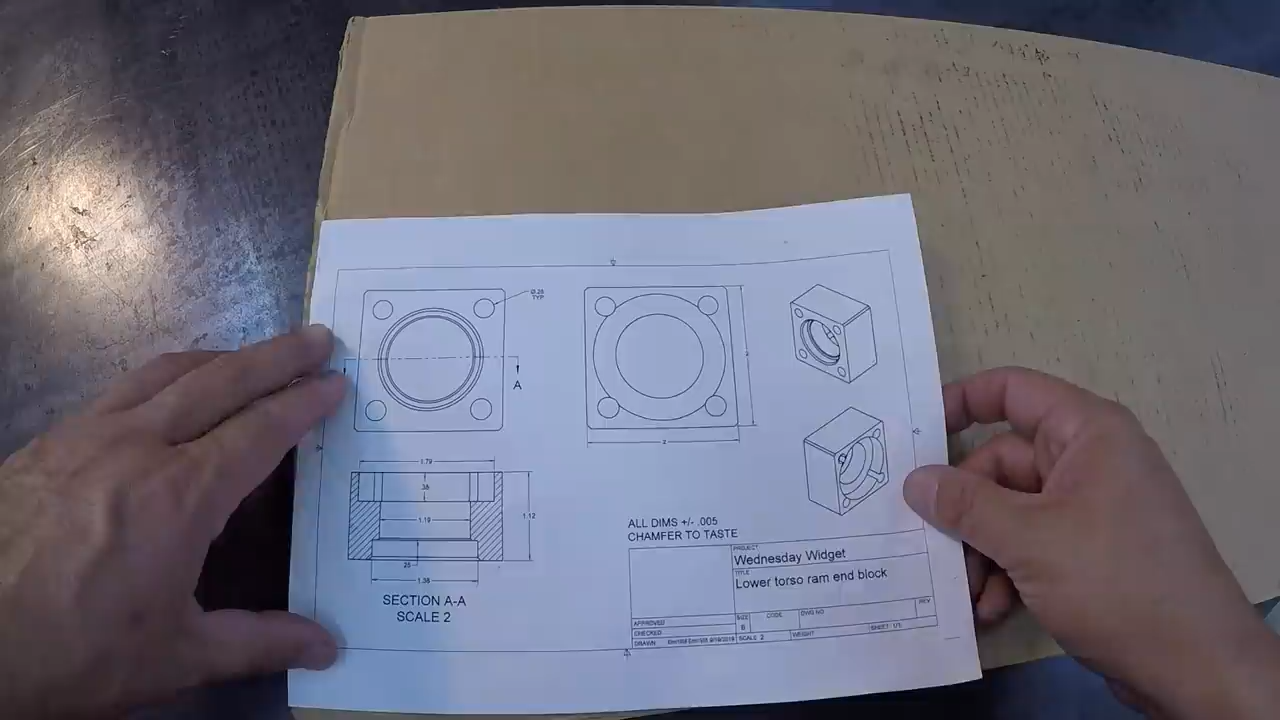 Ø.28
TYP
A
2
2
1.79
.38
1.19
1.12
.25
1.38
SECTION A-A
SCALE 2
ALL DIMS +/- .005
CHAMFER TO TASTE
PROJECT
Wednesday Widget
TITLE
Lower torso ram end block
APPROVED
CHECKED
DRAWN
SIZE
B
CODE
DWG NO
REV
SCALE 2
WEIGHT
SHEET 1/1